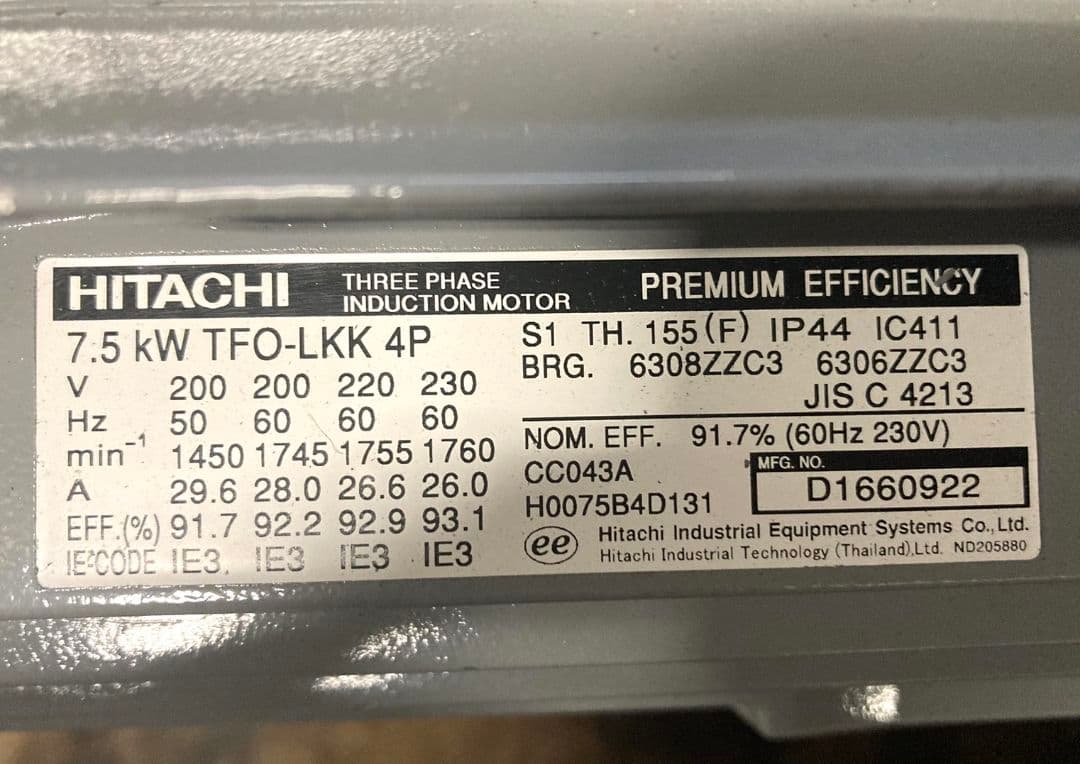 HITACHI THREE PHASE INDUCTION MOTOR PREMIUM EFFICIENCY
7.5 kW TFO-LKK 4P
V 200 200 220 230
Hz 50 60 60 60
min⁻¹ 1450 1745 1755 1760
A 29.6 28.0 26.6 26.0
EFF.(%) 91.7 92.2 92.9 93.1
IE-CODE IE3 IE3 IE3 IE3
S1 TH. 155(F) IP44 IC411
BRG. 6308ZZC3 6306ZZC3
JIS C 4213
NOM. EFF. 91.7% (60Hz 230V)
CC043A
H0075B4D131
MFG. NO.
D1660922
ee
Hitachi Industrial Equipment Systems Co.,Ltd.
Hitachi Industrial Technology (Thailand),Ltd. ND205880